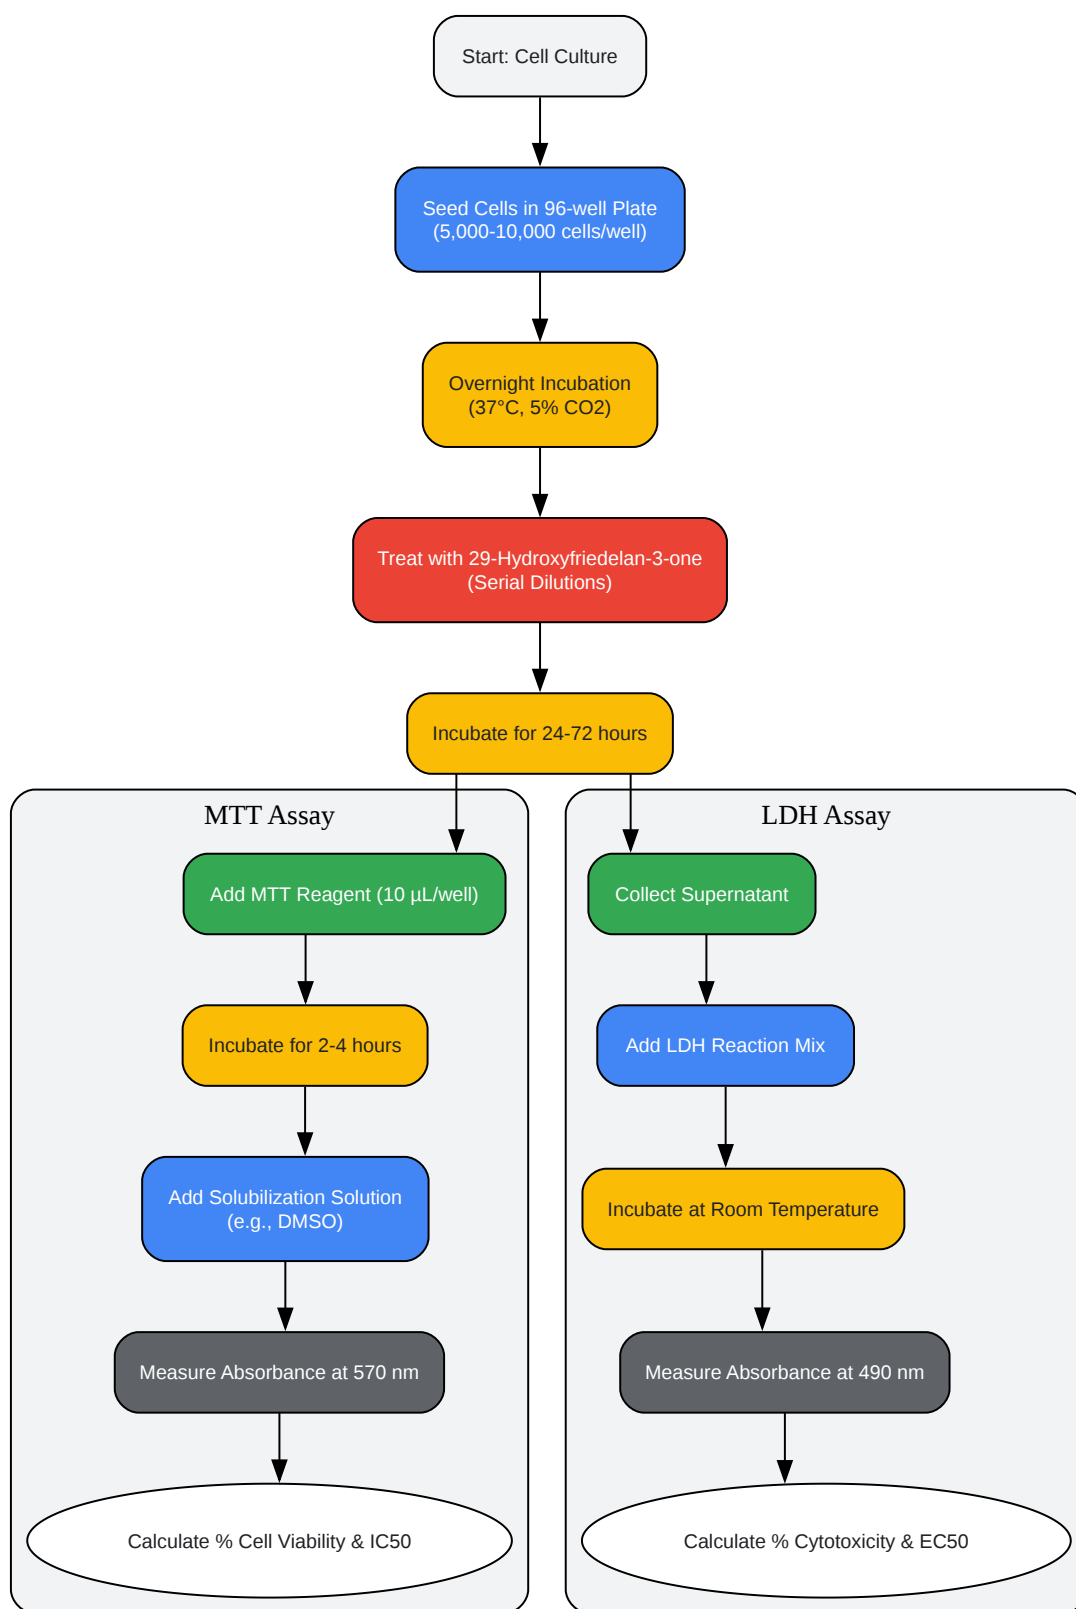 Start: Cell Culture
Seed Cells in 96-well Plate
(5,000-10,000 cells/well)
Overnight Incubation
(37°C, 5% CO2)
Treat with 29-Hydroxyfriedelan-3-one
(Serial Dilutions)
Incubate for 24-72 hours
MTT Assay
Add MTT Reagent (10 µL/well)
Incubate for 2-4 hours
Add Solubilization Solution
(e.g., DMSO)
Measure Absorbance at 570 nm
Calculate % Cell Viability & IC50
LDH Assay
Collect Supernatant
Add LDH Reaction Mix
Incubate at Room Temperature
Measure Absorbance at 490 nm
Calculate % Cytotoxicity & EC50